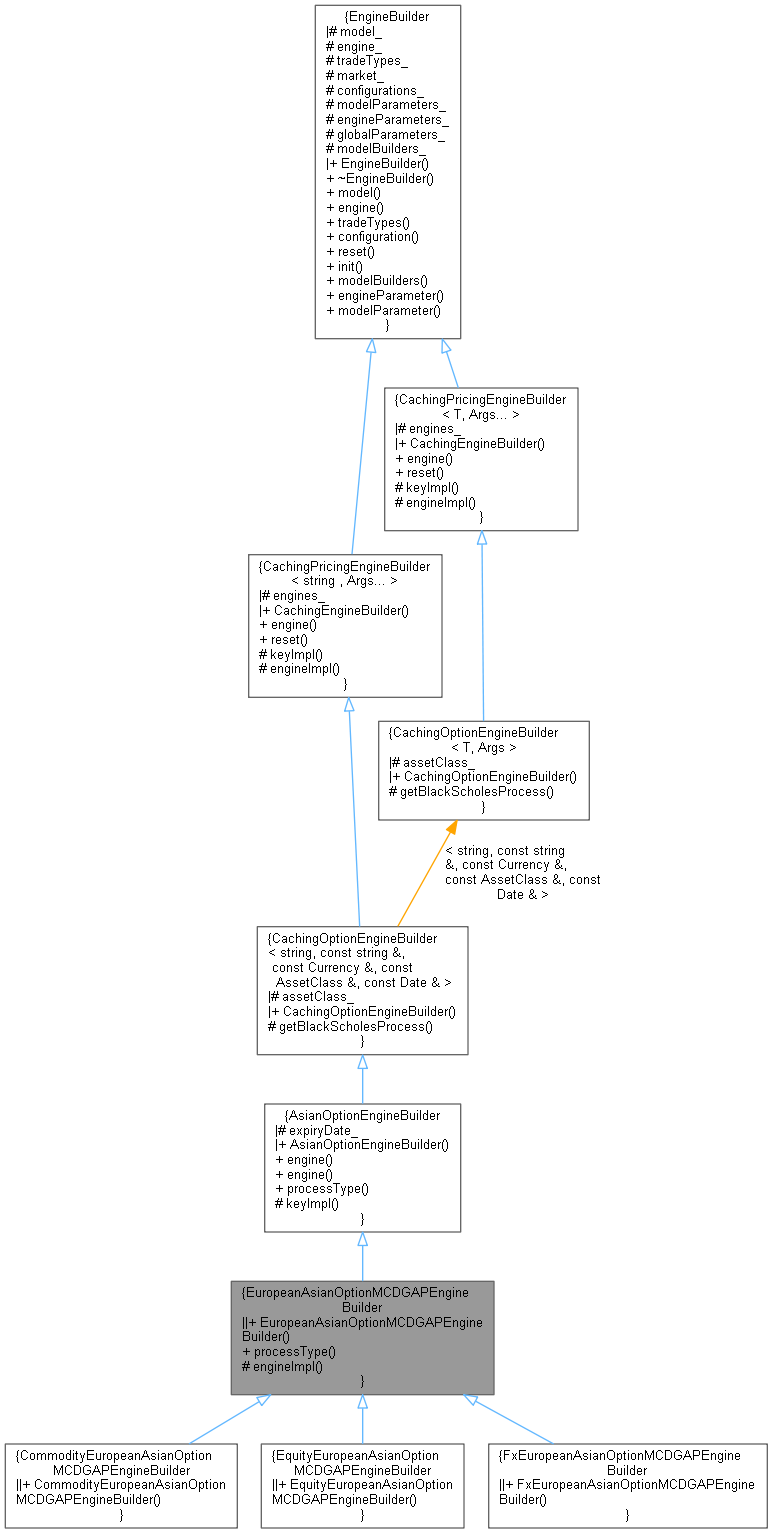 {EngineBuilder
|# model_
# engine_
# tradeTypes_
# market_
# configurations_
# modelParameters_
# engineParameters_
# globalParameters_
# modelBuilders_
|+ EngineBuilder()
+ ~EngineBuilder()
+ model()
+ engine()
+ tradeTypes()
+ configuration()
+ reset()
+ init()
+ modelBuilders()
+ engineParameter()
+ modelParameter()
}
{CachingPricingEngineBuilder
< T, Args... >
|# engines_
|+ CachingEngineBuilder()
+ engine()
+ reset()
# keyImpl()
# engineImpl()
}
{CachingPricingEngineBuilder
< string , Args... >
|# engines_
|+ CachingEngineBuilder()
+ engine()
+ reset()
# keyImpl()
# engineImpl()
}
{CachingOptionEngineBuilder
< T, Args >
|# assetClass_
|+ CachingOptionEngineBuilder()
# getBlackScholesProcess()
}
< string, const string
&, const Currency &,
const AssetClass &, const
Date & >
{CachingOptionEngineBuilder
< string, const string &,
const Currency &, const
AssetClass &, const Date & >
|# assetClass_
|+ CachingOptionEngineBuilder()
# getBlackScholesProcess()
}
{AsianOptionEngineBuilder
|# expiryDate_
|+ AsianOptionEngineBuilder()
+ engine()
+ engine()
+ processType()
# keyImpl()
}
{EuropeanAsianOptionMCDGAPEngine
Builder
||+ EuropeanAsianOptionMCDGAPEngine
Builder()
+ processType()
# engineImpl()
}
{CommodityEuropeanAsianOption
MCDGAPEngineBuilder
||+ CommodityEuropeanAsianOption
MCDGAPEngineBuilder()
}
{EquityEuropeanAsianOption
MCDGAPEngineBuilder
||+ EquityEuropeanAsianOption
MCDGAPEngineBuilder()
}
{FxEuropeanAsianOptionMCDGAPEngine
Builder
||+ FxEuropeanAsianOptionMCDGAPEngine
Builder()
}